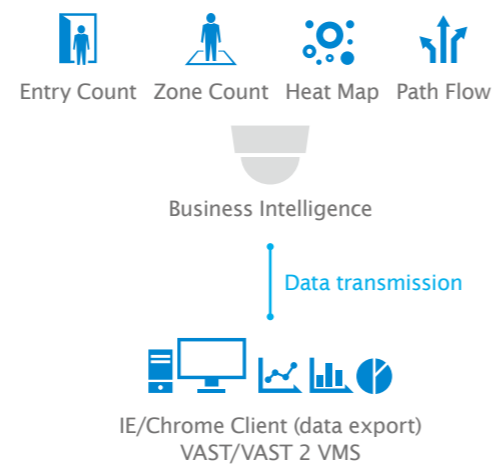 Entry Count Zone Count Heat Map Path Flow
Business Intelligence
Data transmission
IE/Chrome Client (data export)
VAST/VAST 2 VMS